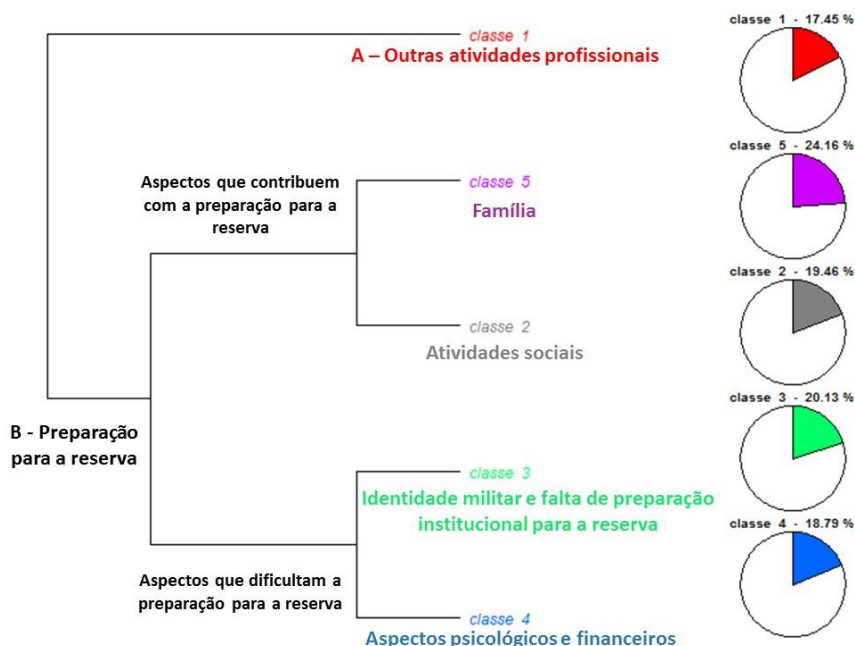 classe 1 - 17.45 %
classe 1
A – Outras atividades profissionais
classe 5 - 24.16 %
Aspectos que contribuem
com a preparação para a
reserva
classe 5
Família
classe 2 - 19.46 %
classe 2
Atividades sociais
classe 3 - 20.13 %
B - Preparação
para a reserva
classe 3
Identidade militar e falta de preparação
institucional para a reserva
classe 4 - 18.79 %
Aspectos que dificultam a
preparação para a reserva
classe 4
Aspectos psicológicos e financeiros